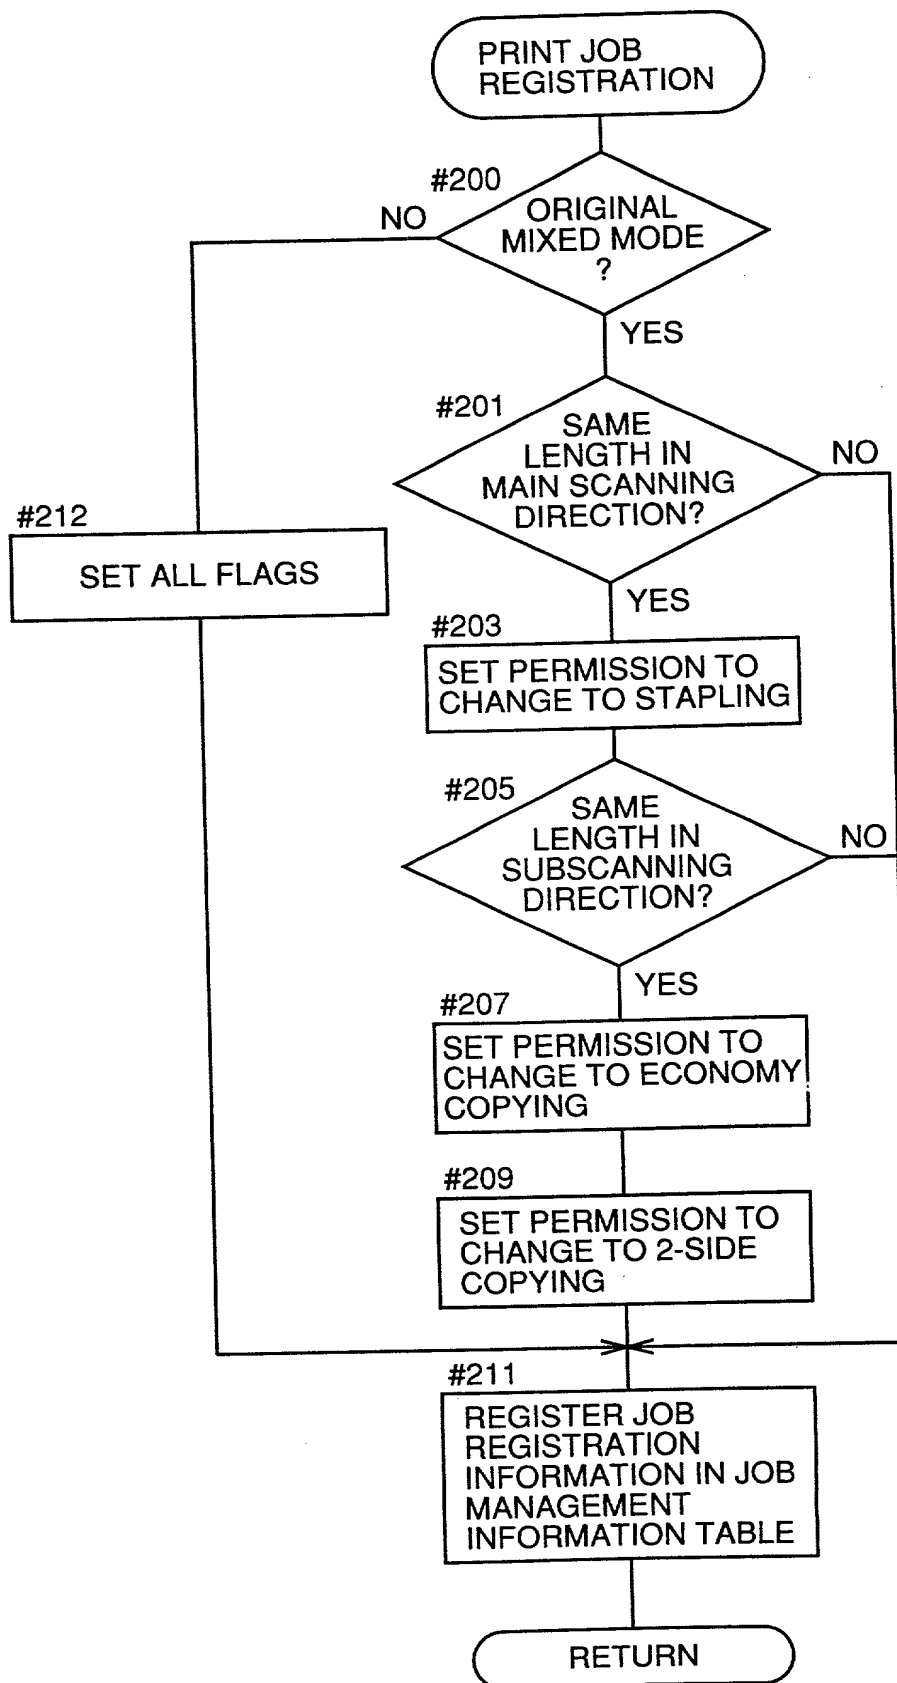 PRINT JOB
REGISTRATION
#200
NO
ORIGINAL
MIXED MODE
?
YES
#201
SAME
LENGTH IN
MAIN SCANNING
DIRECTION?
NO
#212
SET ALL FLAGS
YES
#203
SET PERMISSION TO
CHANGE TO STAPLING
#205
SAME
LENGTH IN
SUBSCANNING
DIRECTION?
NO
YES
#207
SET PERMISSION TO
CHANGE TO ECONOMY
COPYING
#209
SET PERMISSION TO
CHANGE TO 2-SIDE
COPYING
#211
REGISTER JOB
REGISTRATION
INFORMATION IN JOB
MANAGEMENT
INFORMATION TABLE
RETURN